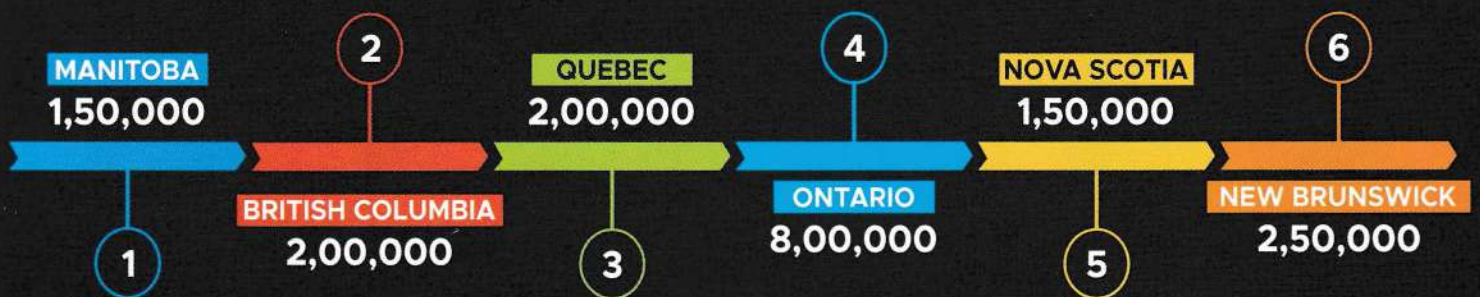 MANITOBA
1,50,000
1
2
BRITISH COLUMBIA
2,00,000
QUEBEC
2,00,000
3
4
ONTARIO
8,00,000
NOVA SCOTIA
1,50,000
5
6
NEW BRUNSWICK
2,50,000